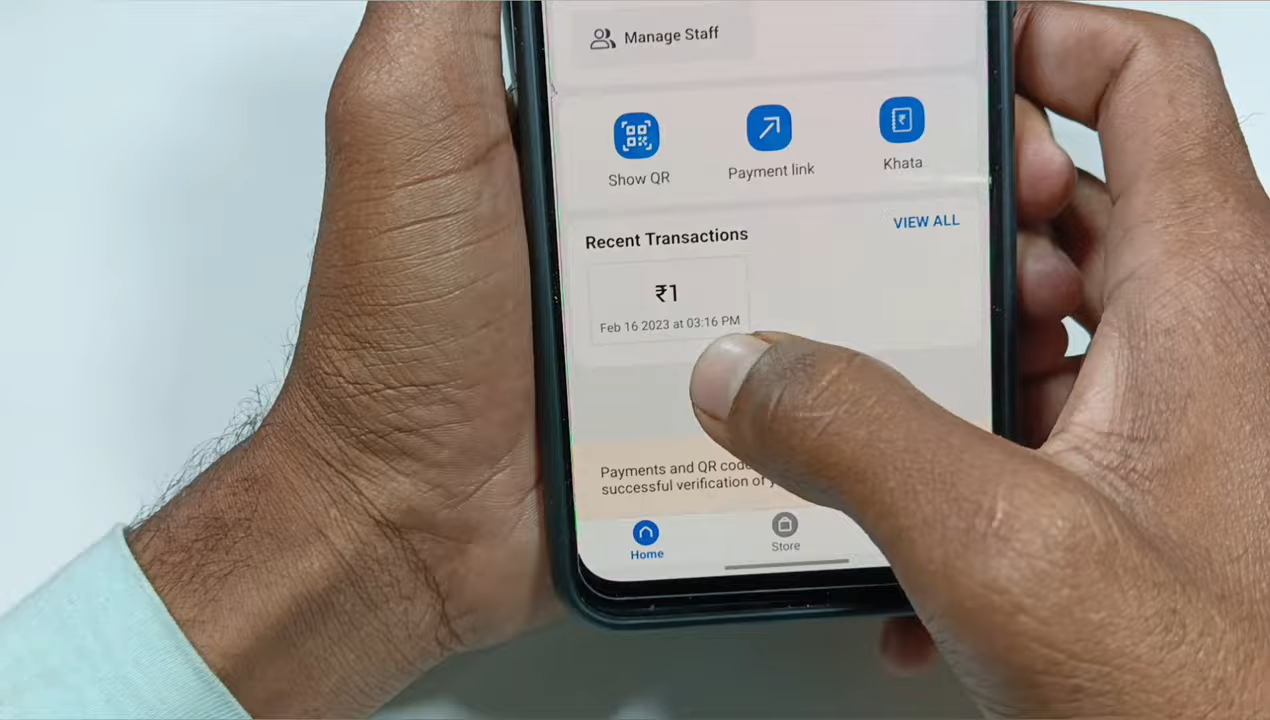 Manage Staff
Show QR
Payment link
Khata
Recent Transactions
VIEW ALL
₹1
Feb 16 2023 at 03:16 PM
Payments and QR code
successful verification of
Home
Store